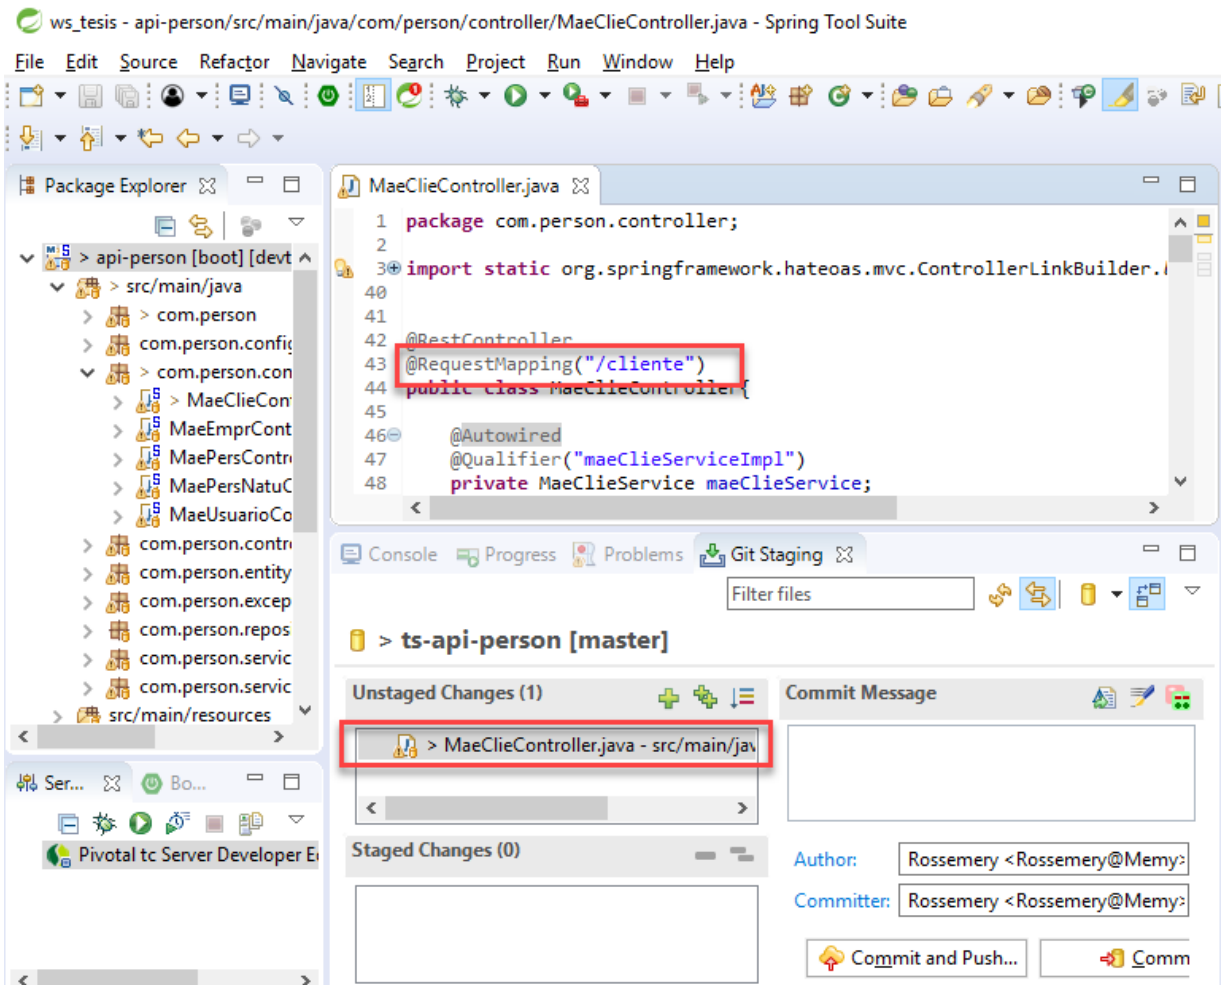 ws_tesis - api-person/src/main/java/com/person/controller/MaeClieController.java - Spring Tool Suite
File Edit Source Refactor Navigate Search Project Run Window Help
Package Explorer
> api-person [boot] [devt
> src/main/java
> com.person
com.person.config
> com.person.con
> MaeClieCon
MaeEmprCont
MaePersContr
MaePersNatuC
MaeUsuarioCo
com.person.contr
com.person.entity
com.person.excep
com.person.repos
com.person.servic
com.person.servic
src/main/resources
Ser... Bo...
Pivotal tc Server Developer E
MaeClieController.java
1 package com.person.controller;
2
3 import static org.springframework.hateoas.mvc.ControllerLinkBuilder.
40
41
42 @RestController
43 @RequestMapping("/cliente")
44 public class MaeClieController{
45
46 @Autowired
47 @Qualifier("maeClieServiceImpl")
48 private MaeClieService maeClieService;
Console Progress Problems Git Staging
Filter files
> ts-api-person [master]
Unstaged Changes (1)
> MaeClieController.java - src/main/jav
Staged Changes (0)
Commit Message
Author: Rossemery <Rossemery@Memy>
Committer: Rossemery <Rossemery@Memy>
Commit and Push... Comm